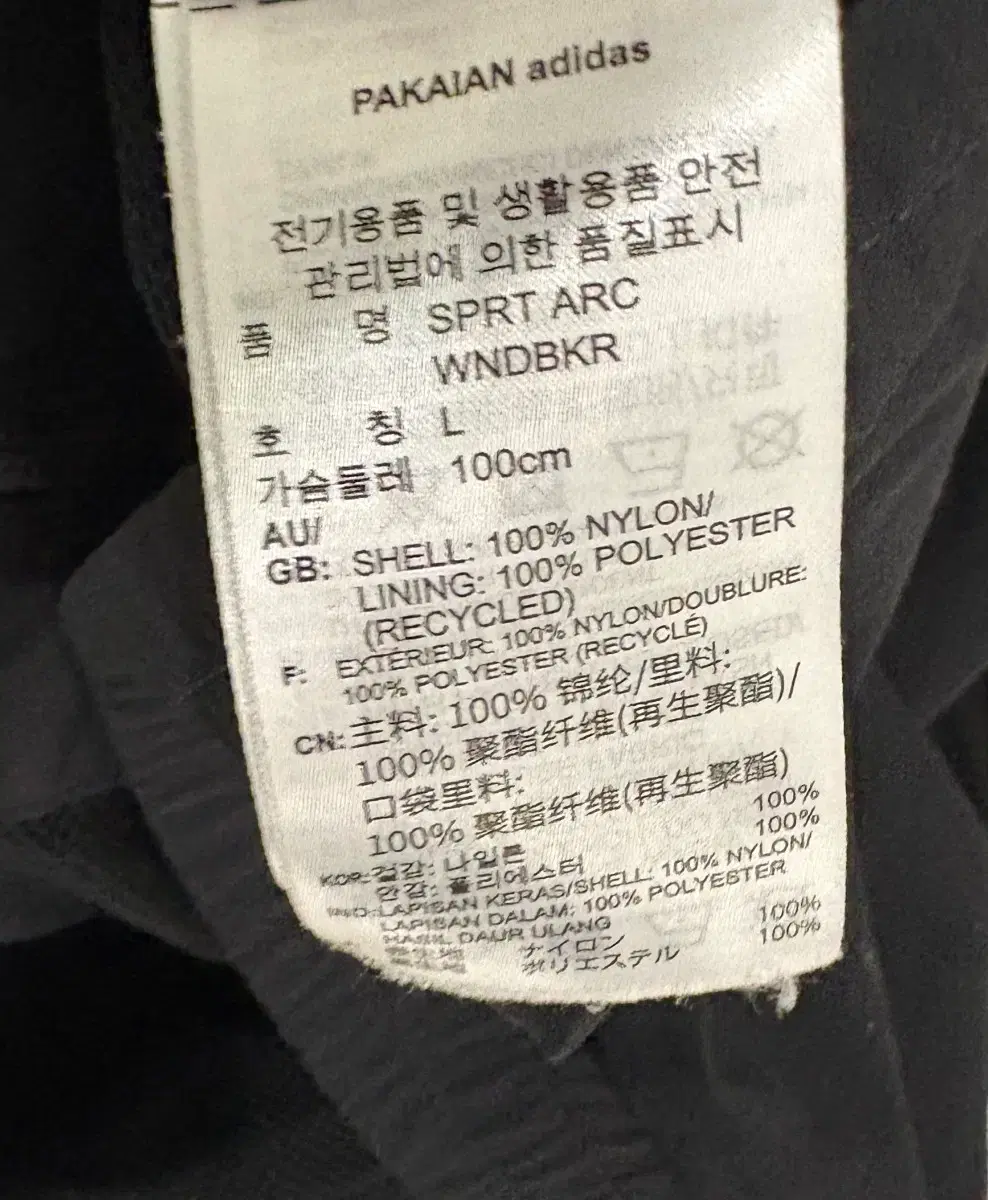 PAKAIAN adidas
전기용품 및 생활용품 안전
관리법에 의한 품질표시
품 명 SPRT ARC
WNDBKR
호 칭 L
가슴둘레 100cm
AU/
GB: SHELL: 100% NYLON/
LINING: 100% POLYESTER
(RECYCLED)
F: EXTÉRIEUR: 100% NYLON/DOUBLURE:
100% POLYESTER (RECYCLÉ)
CN: 主料: 100% 锦纶/里料:
100% 聚酯纤维(再生聚酯)/
口袋里料:
100% 聚酯纤维(再生聚酯)
KOR: 겉감: 나일론 100%
안감: 폴리에스터 100%
LAPISAN KERAS/SHELL: 100% NYLON/
LAPISAN DALAM: 100% POLYESTER
HASIL DAUR ULANG
ナイロン 100%
ポリエステル 100%